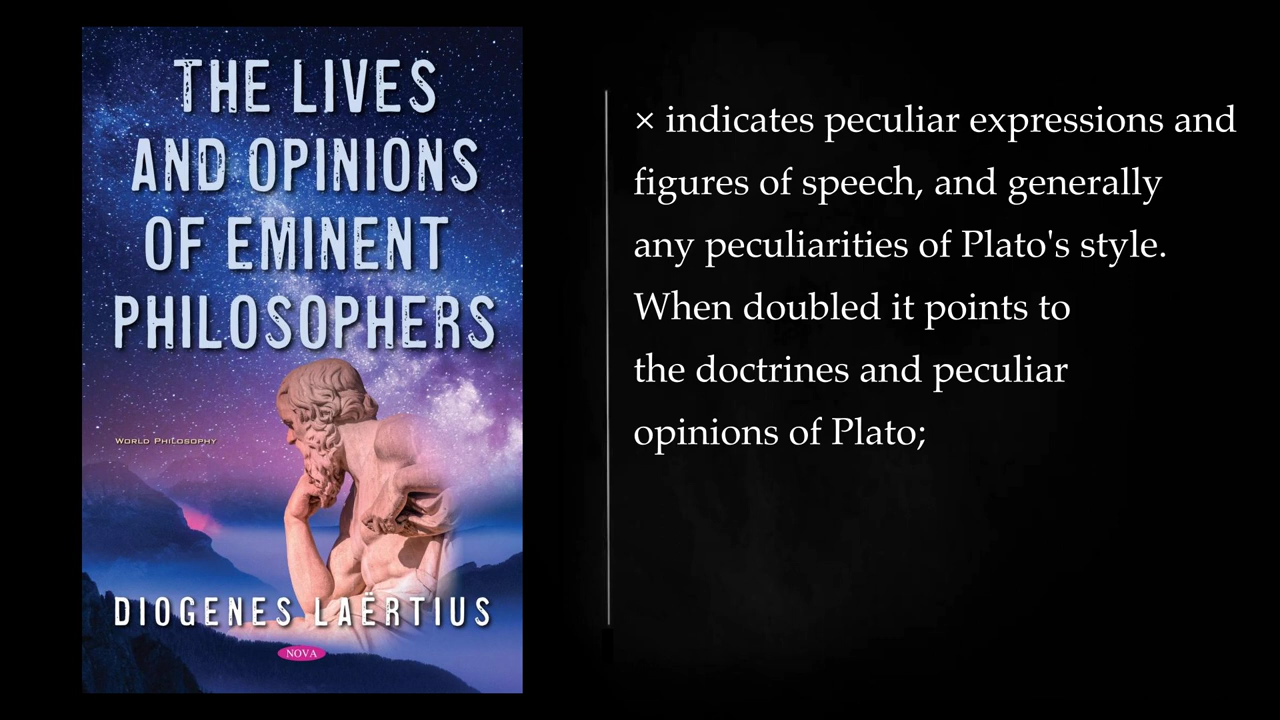 THE LIVES
AND OPINIONS
OF EMINENT
PHILOSOPHERS
WORLD PHILOSOPHY
DIOGENES LAËRTIUS
NOVA
× indicates peculiar expressions and
figures of speech, and generally
any peculiarities of Plato's style.
When doubled it points to
the doctrines and peculiar
opinions of Plato;